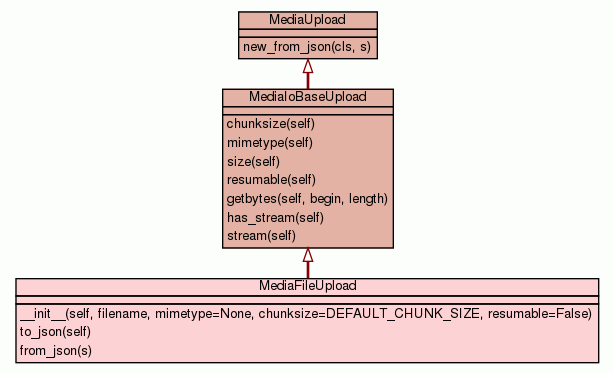 MediaUpload
new_from_json(cls, s)
MediaIoBaseUpload
chunksize(self)
mimetype(self)
size(self)
resumable(self)
getbytes(self, begin, length)
has_stream(self)
stream(self)
MediaFileUpload
__init__(self, filename, mimetype=None, chunksize=DEFAULT_CHUNK_SIZE, resumable=False)
to_json(self)
from_json(s)